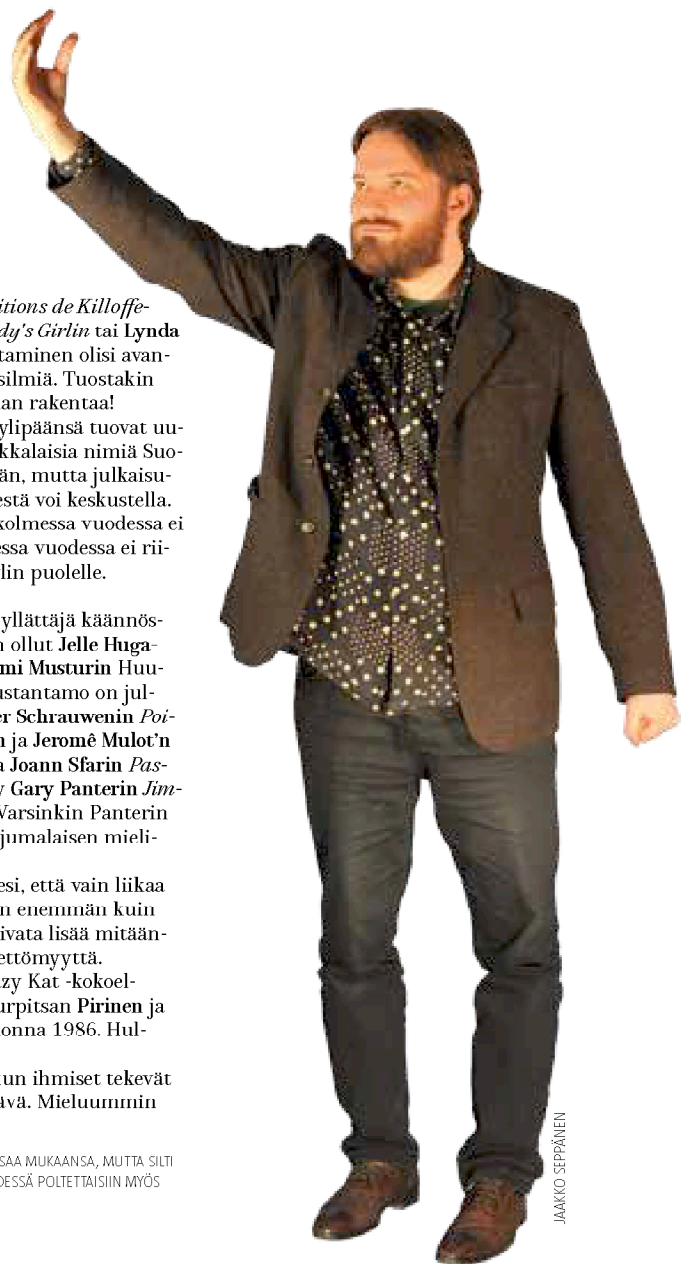 itions de Killoffe-
dy's Girlin tai Lynda
taminen olisi avan-
silmiä. Tuostakin
an rakentaa!
ylipäänsä tuovat uu-
kkalaisia nimiä Suo-
än, mutta julkaisu-
estä voi keskustella.
kolmessa vuodessa ei
essa vuodessa ei rii-
lin puolelle.
yllättäjä käännös-
n ollut Jelle Huga-
mi Musturin Huu-
ustantamo on jul-
er Schrauwenin Poi-
n ja Jeromê Mulot'n
a Joann Sfarin Pas-
y Gary Panterin Jim-
Varsinkin Panterin
jumalaisen mieli-
esi, että vain liikaa
n enemmän kuin
ivata lisää mitään-
ettömyyttä.
zy Kat -kokoel-
urpitsan Pirinen ja
onna 1986. Hul-
kun ihmiset tekevät
ävä. Mieluummin
SAA MUKAANSA, MUTTA SILTI
DESSÄ POLTETTAISIIN MYÖS
JAAKKO SEPPÄNEN